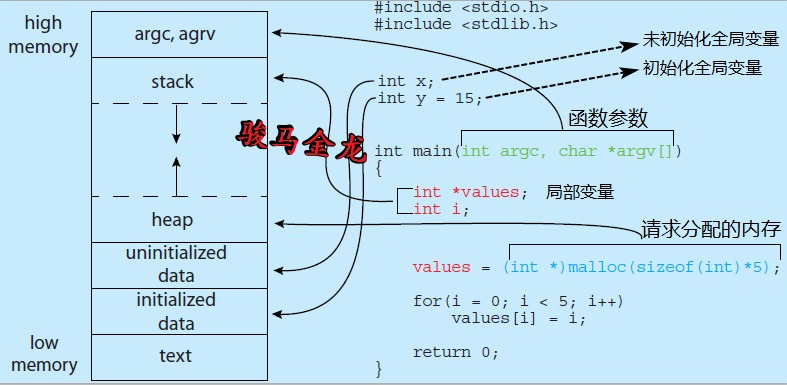 high
memory
argc, agrv
stack
heap
uninitialized
data
initialized
data
low
memory
text
骏马金龙
#include <stdio.h>
#include <stdlib.h>
未初始化全局变量
初始化全局变量
int x;
int y = 15;
函数参数
int main(int argc, char *argv[])
{
int *values; 局部变量
int i;
请求分配的内存
values = (int *)malloc(sizeof(int)*5);
for(i = 0; i < 5; i++)
values[i] = i;
return 0;
}